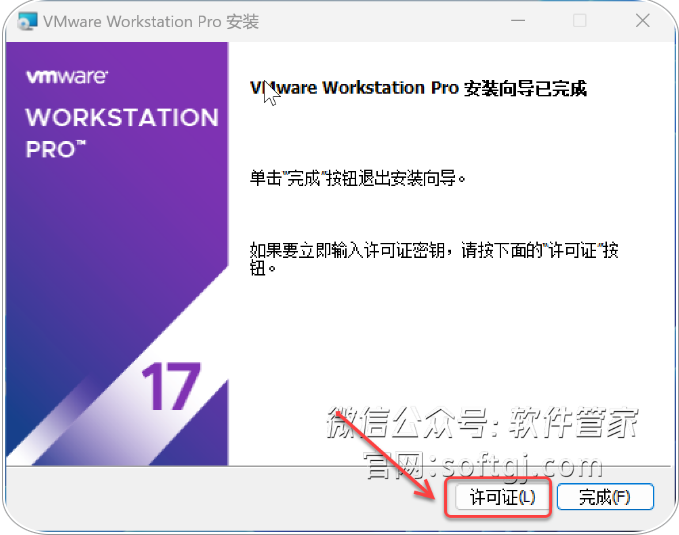 VMware Workstation Pro 安装
vmware
WORKSTATION
PRO™
VMware Workstation Pro 安装向导已完成
单击“完成”按钮退出安装向导。
如果要立即输入许可证密钥，请按下面的“许可证”按
钮。
17
微信公众号: 软件管家
官网:softgj.com
许可证(L)
完成(F)